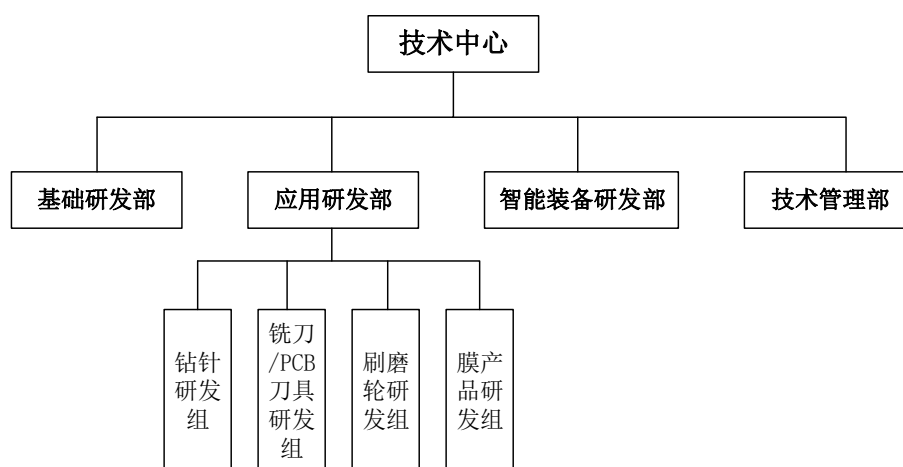 技术中心
基础研发部
应用研发部
智能装备研发部
技术管理部
钻针
研发
组
铣刀
/PCB
刀具
研发
组
刷磨
轮研
发组
膜产
品研
发组